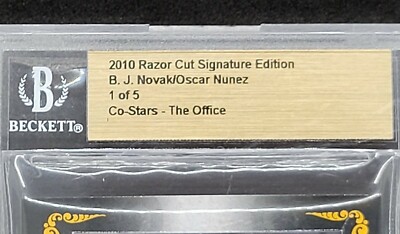 2010 Razor Cut Signature Edition
B. J. Novak/Oscar Nunez
1 of 5
Co-Stars - The Office
B
BECKETT®